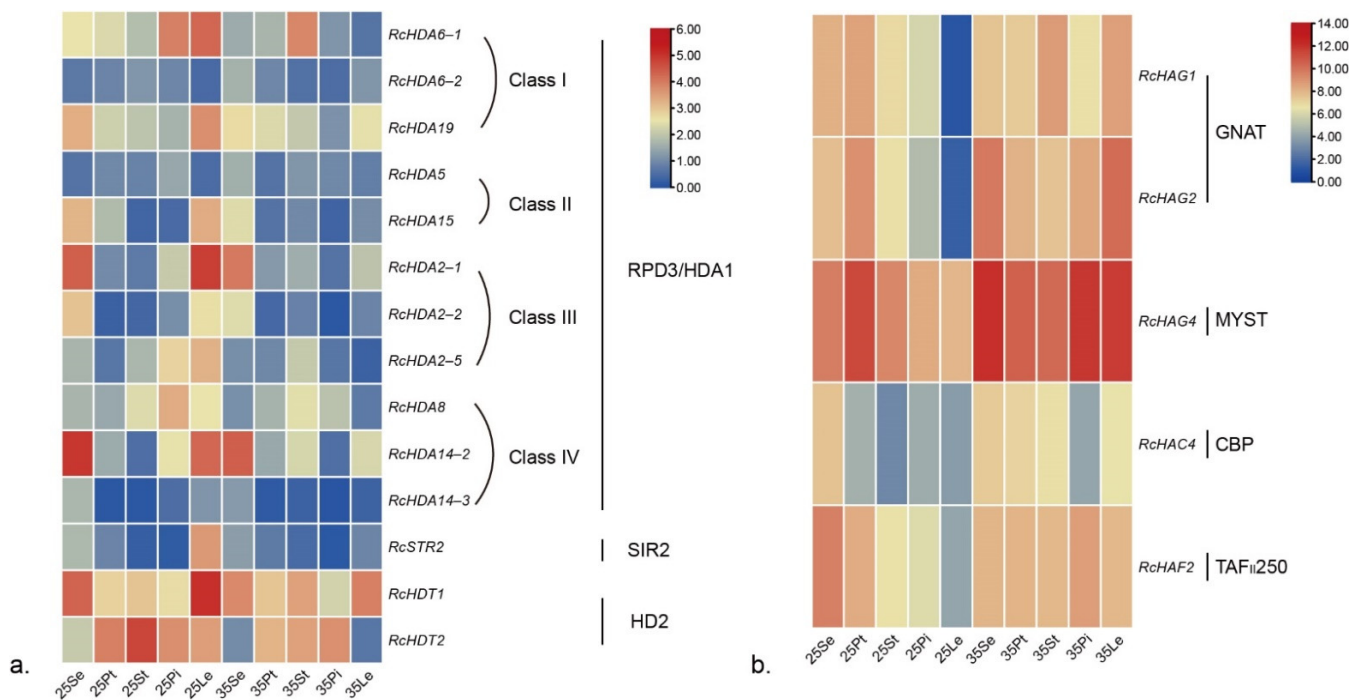 RcHDA6–1
RcHDA6–2
RcHDA19
Class I
RcHDA5
RcHDA15
Class II
RcHDA2–1
RcHDA2–2
RcHDA2–5
Class III
RcHDA8
RcHDA14–2
RcHDA14–3
Class IV
RPD3/HDA1
RcSTR2
SIR2
RcHDT1
RcHDT2
HD2
6.00
5.00
4.00
3.00
2.00
1.00
0.00
a.
25Se 25Pt 25St 25Pi 25Le 35Se 35Pt 35St 35Pi 35Le
RcHAG1
RcHAG2
GNAT
RcHAG4
MYST
RcHAC4
CBP
RcHAF2
TAFII250
14.00
12.00
10.00
8.00
6.00
4.00
2.00
0.00
b.
25Se 25Pt 25St 25Pi 25Le 35Se 35Pt 35St 35Pi 35Le